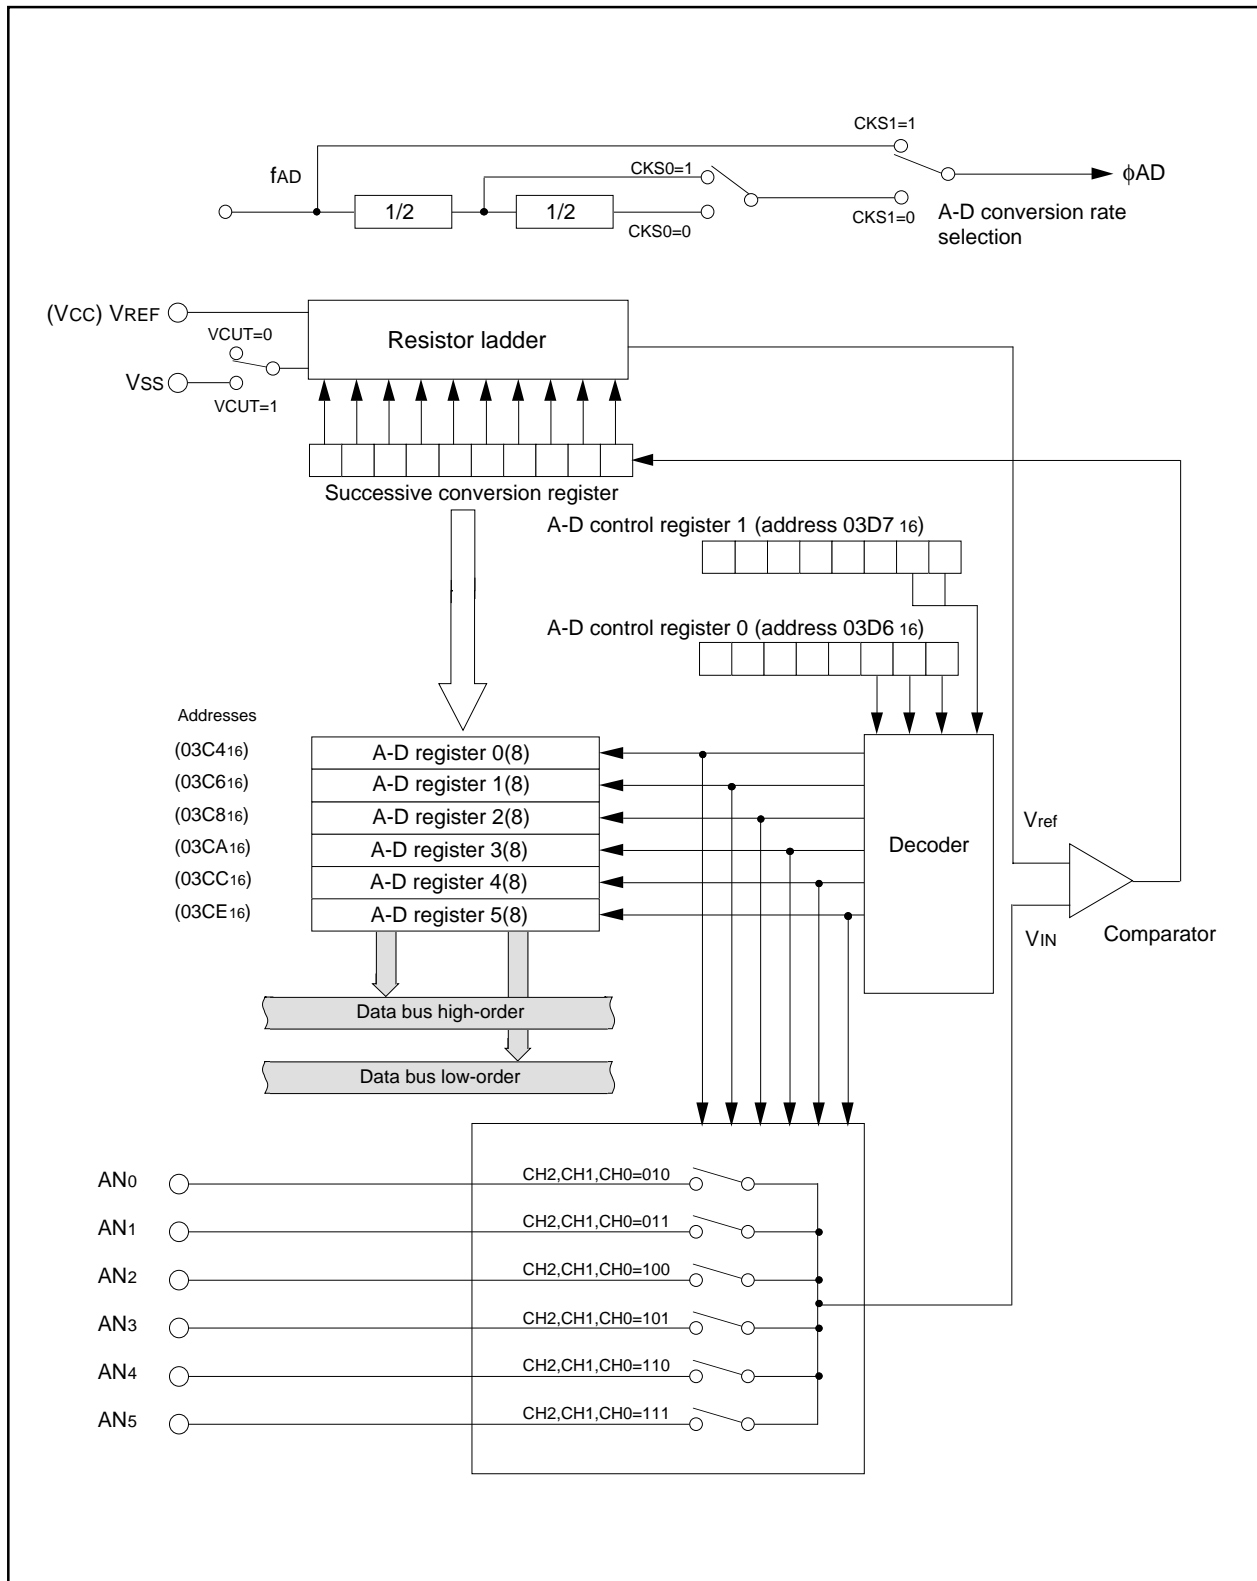 CKS1=1
fAD
CKS0=1
ϕAD
1/2
1/2
CKS0=0
CKS1=0
A-D conversion rate
selection
(VCC) VREF
VCUT=0
Resistor ladder
VSS
VCUT=1
Successive conversion register
A-D control register 1 (address 03D7 16)
A-D control register 0 (address 03D6 16)
Addresses
(03C416)
A-D register 0(8)
(03C616)
A-D register 1(8)
(03C816)
A-D register 2(8)
(03CA16)
A-D register 3(8)
(03CC16)
A-D register 4(8)
(03CE16)
A-D register 5(8)
Decoder
Vref
VIN
Comparator
Data bus high-order
Data bus low-order
AN0
CH2,CH1,CH0=010
AN1
CH2,CH1,CH0=011
AN2
CH2,CH1,CH0=100
AN3
CH2,CH1,CH0=101
AN4
CH2,CH1,CH0=110
AN5
CH2,CH1,CH0=111